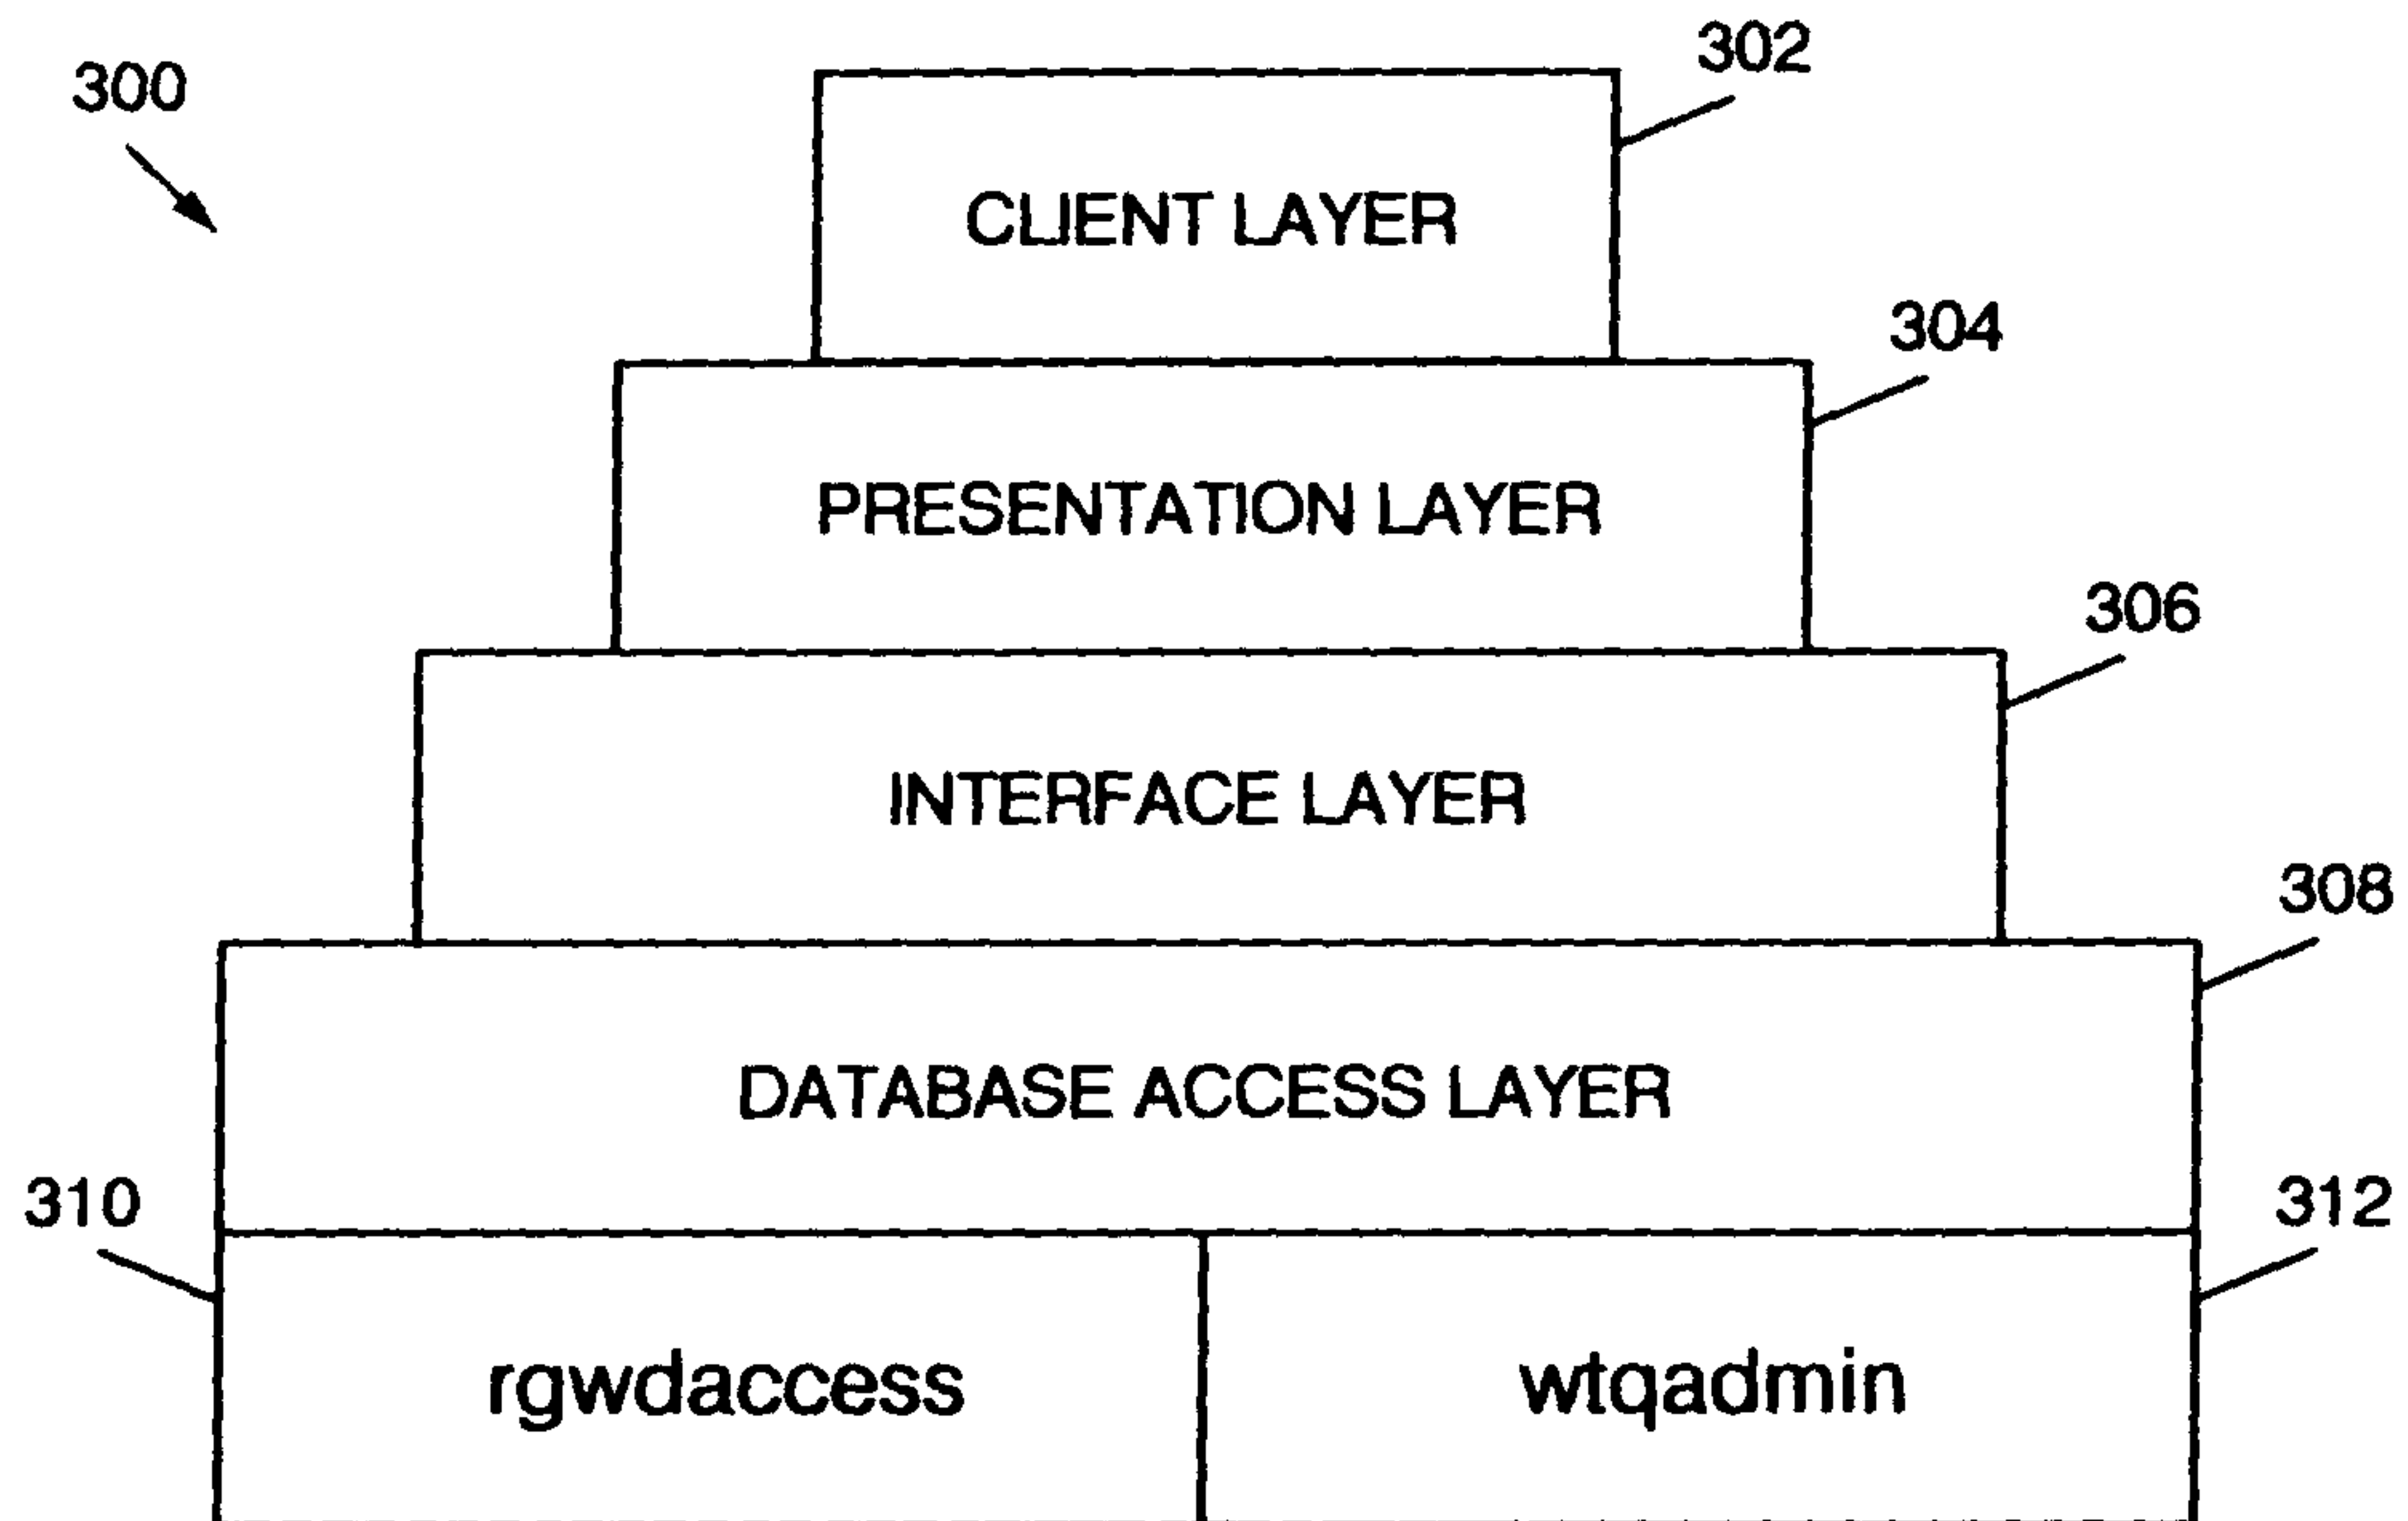 302
300
CLIENT LAYER
304
PRESENTATION LAYER
306
INTERFACE LAYER
308
DATABASE ACCESS LAYER
310
312
rgwdaccess
wtqadmin